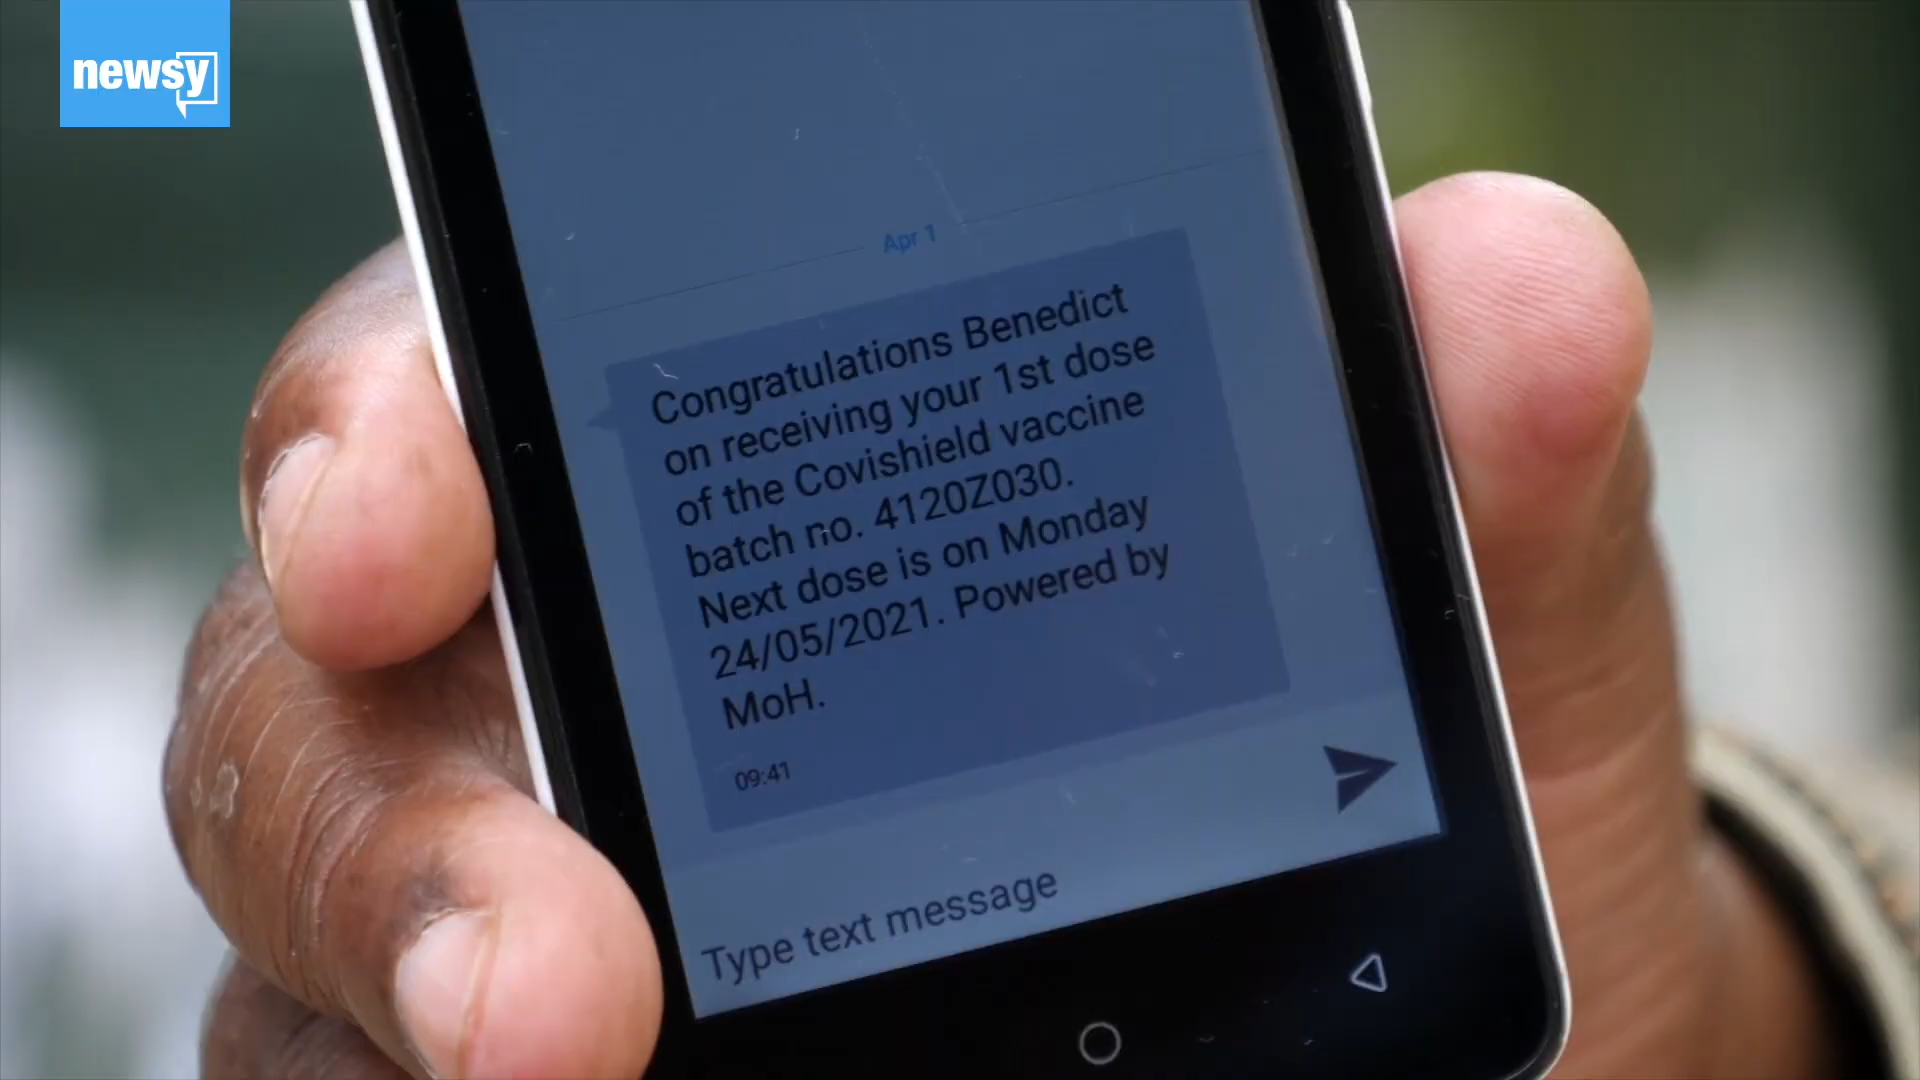 newsy
Apr 1
Congratulations Benedict
on receiving your 1st dose
of the Covishield vaccine
batch no. 4120Z030.
Next dose is on Monday
24/05/2021. Powered by
MoH.
09:41
Type text message